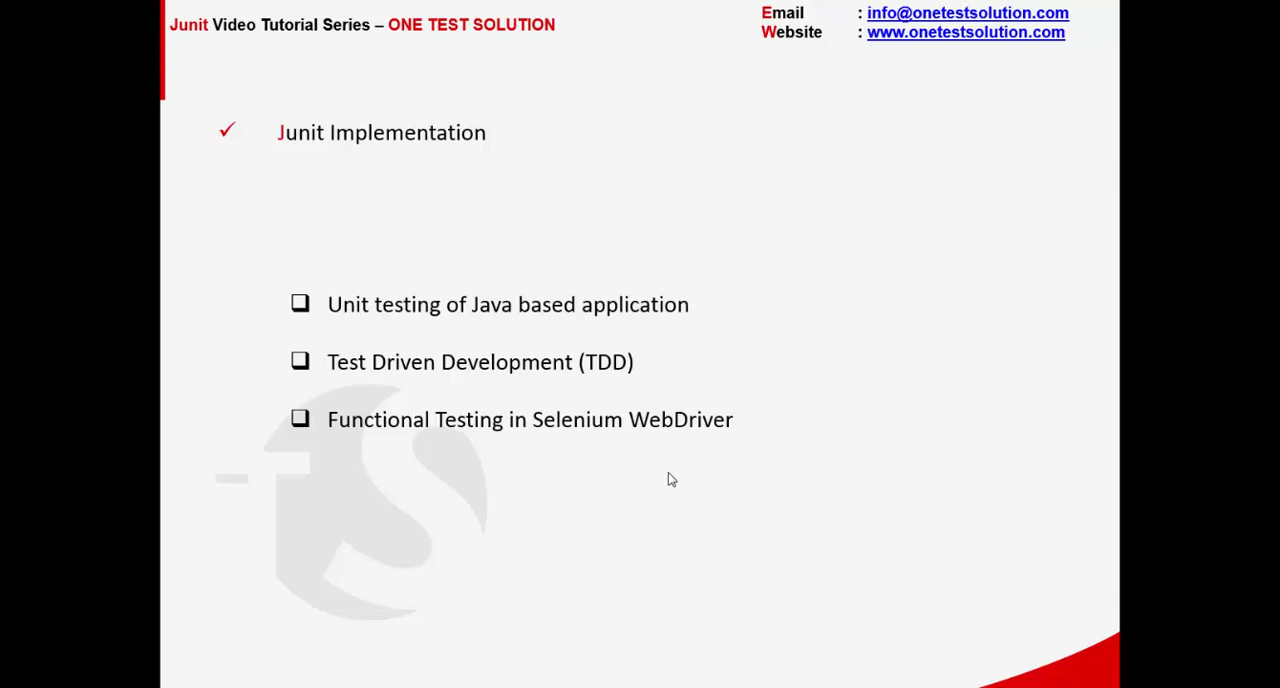 Junit Video Tutorial Series – ONE TEST SOLUTION
Email : info@onetestsolution.com
Website : www.onetestsolution.com
Junit Implementation
Unit testing of Java based application
Test Driven Development (TDD)
Functional Testing in Selenium WebDriver